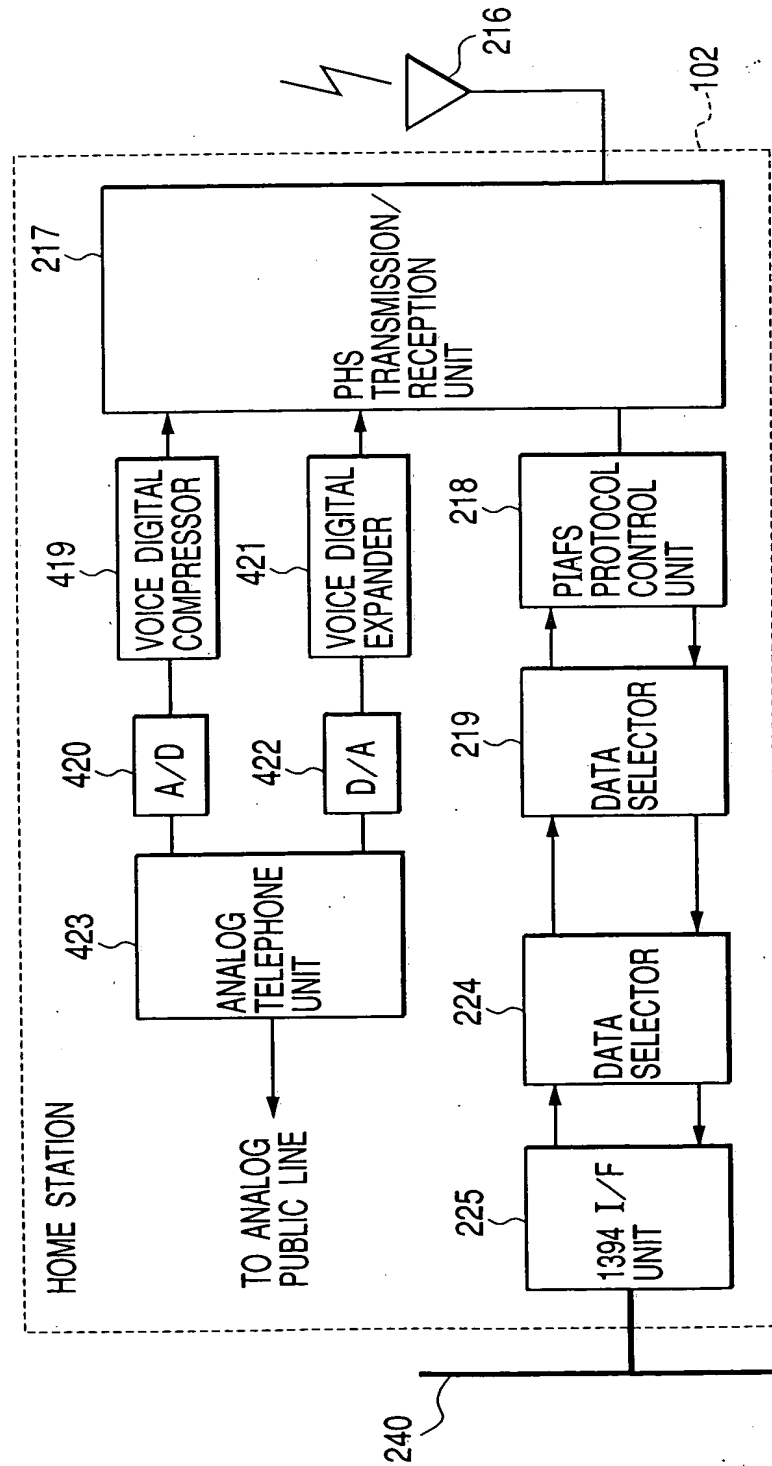 HOME STATION
TO ANALOG
PUBLIC LINE
423
ANALOG
TELEPHONE
UNIT
420
A/D
419
VOICE DIGITAL
COMPRESSOR
422
D/A
421
VOICE DIGITAL
EXPANDER
217
PHS
TRANSMISSION/
RECEPTION
UNIT
216
102
240
225
1394 I/F
UNIT
224
DATA
SELECTOR
219
DATA
SELECTOR
218
PIAFS
PROTOCOL
CONTROL
UNIT